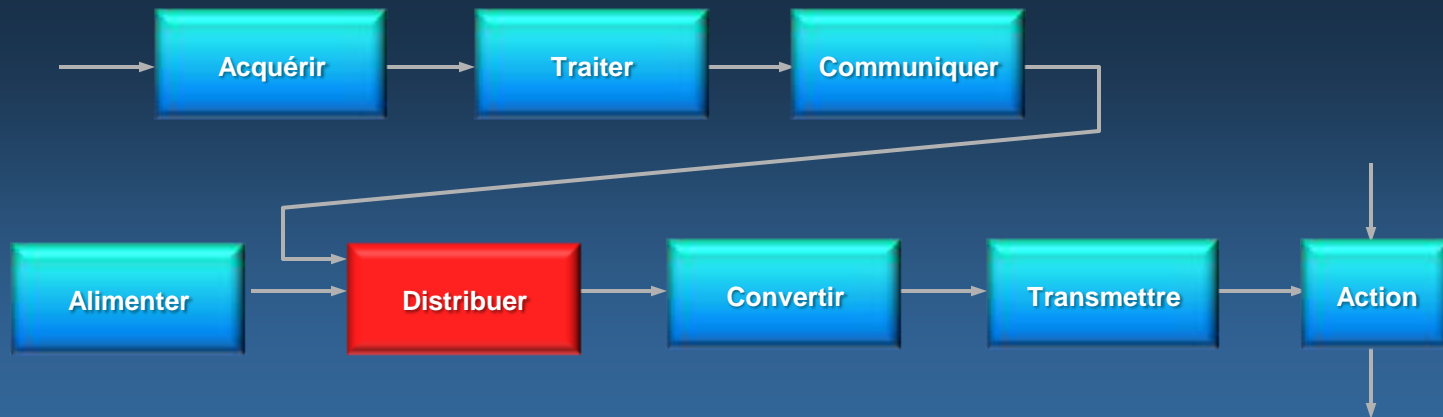 Acquérir
Traiter
Communiquer
Alimenter
Distribuer
Convertir
Transmettre
Action